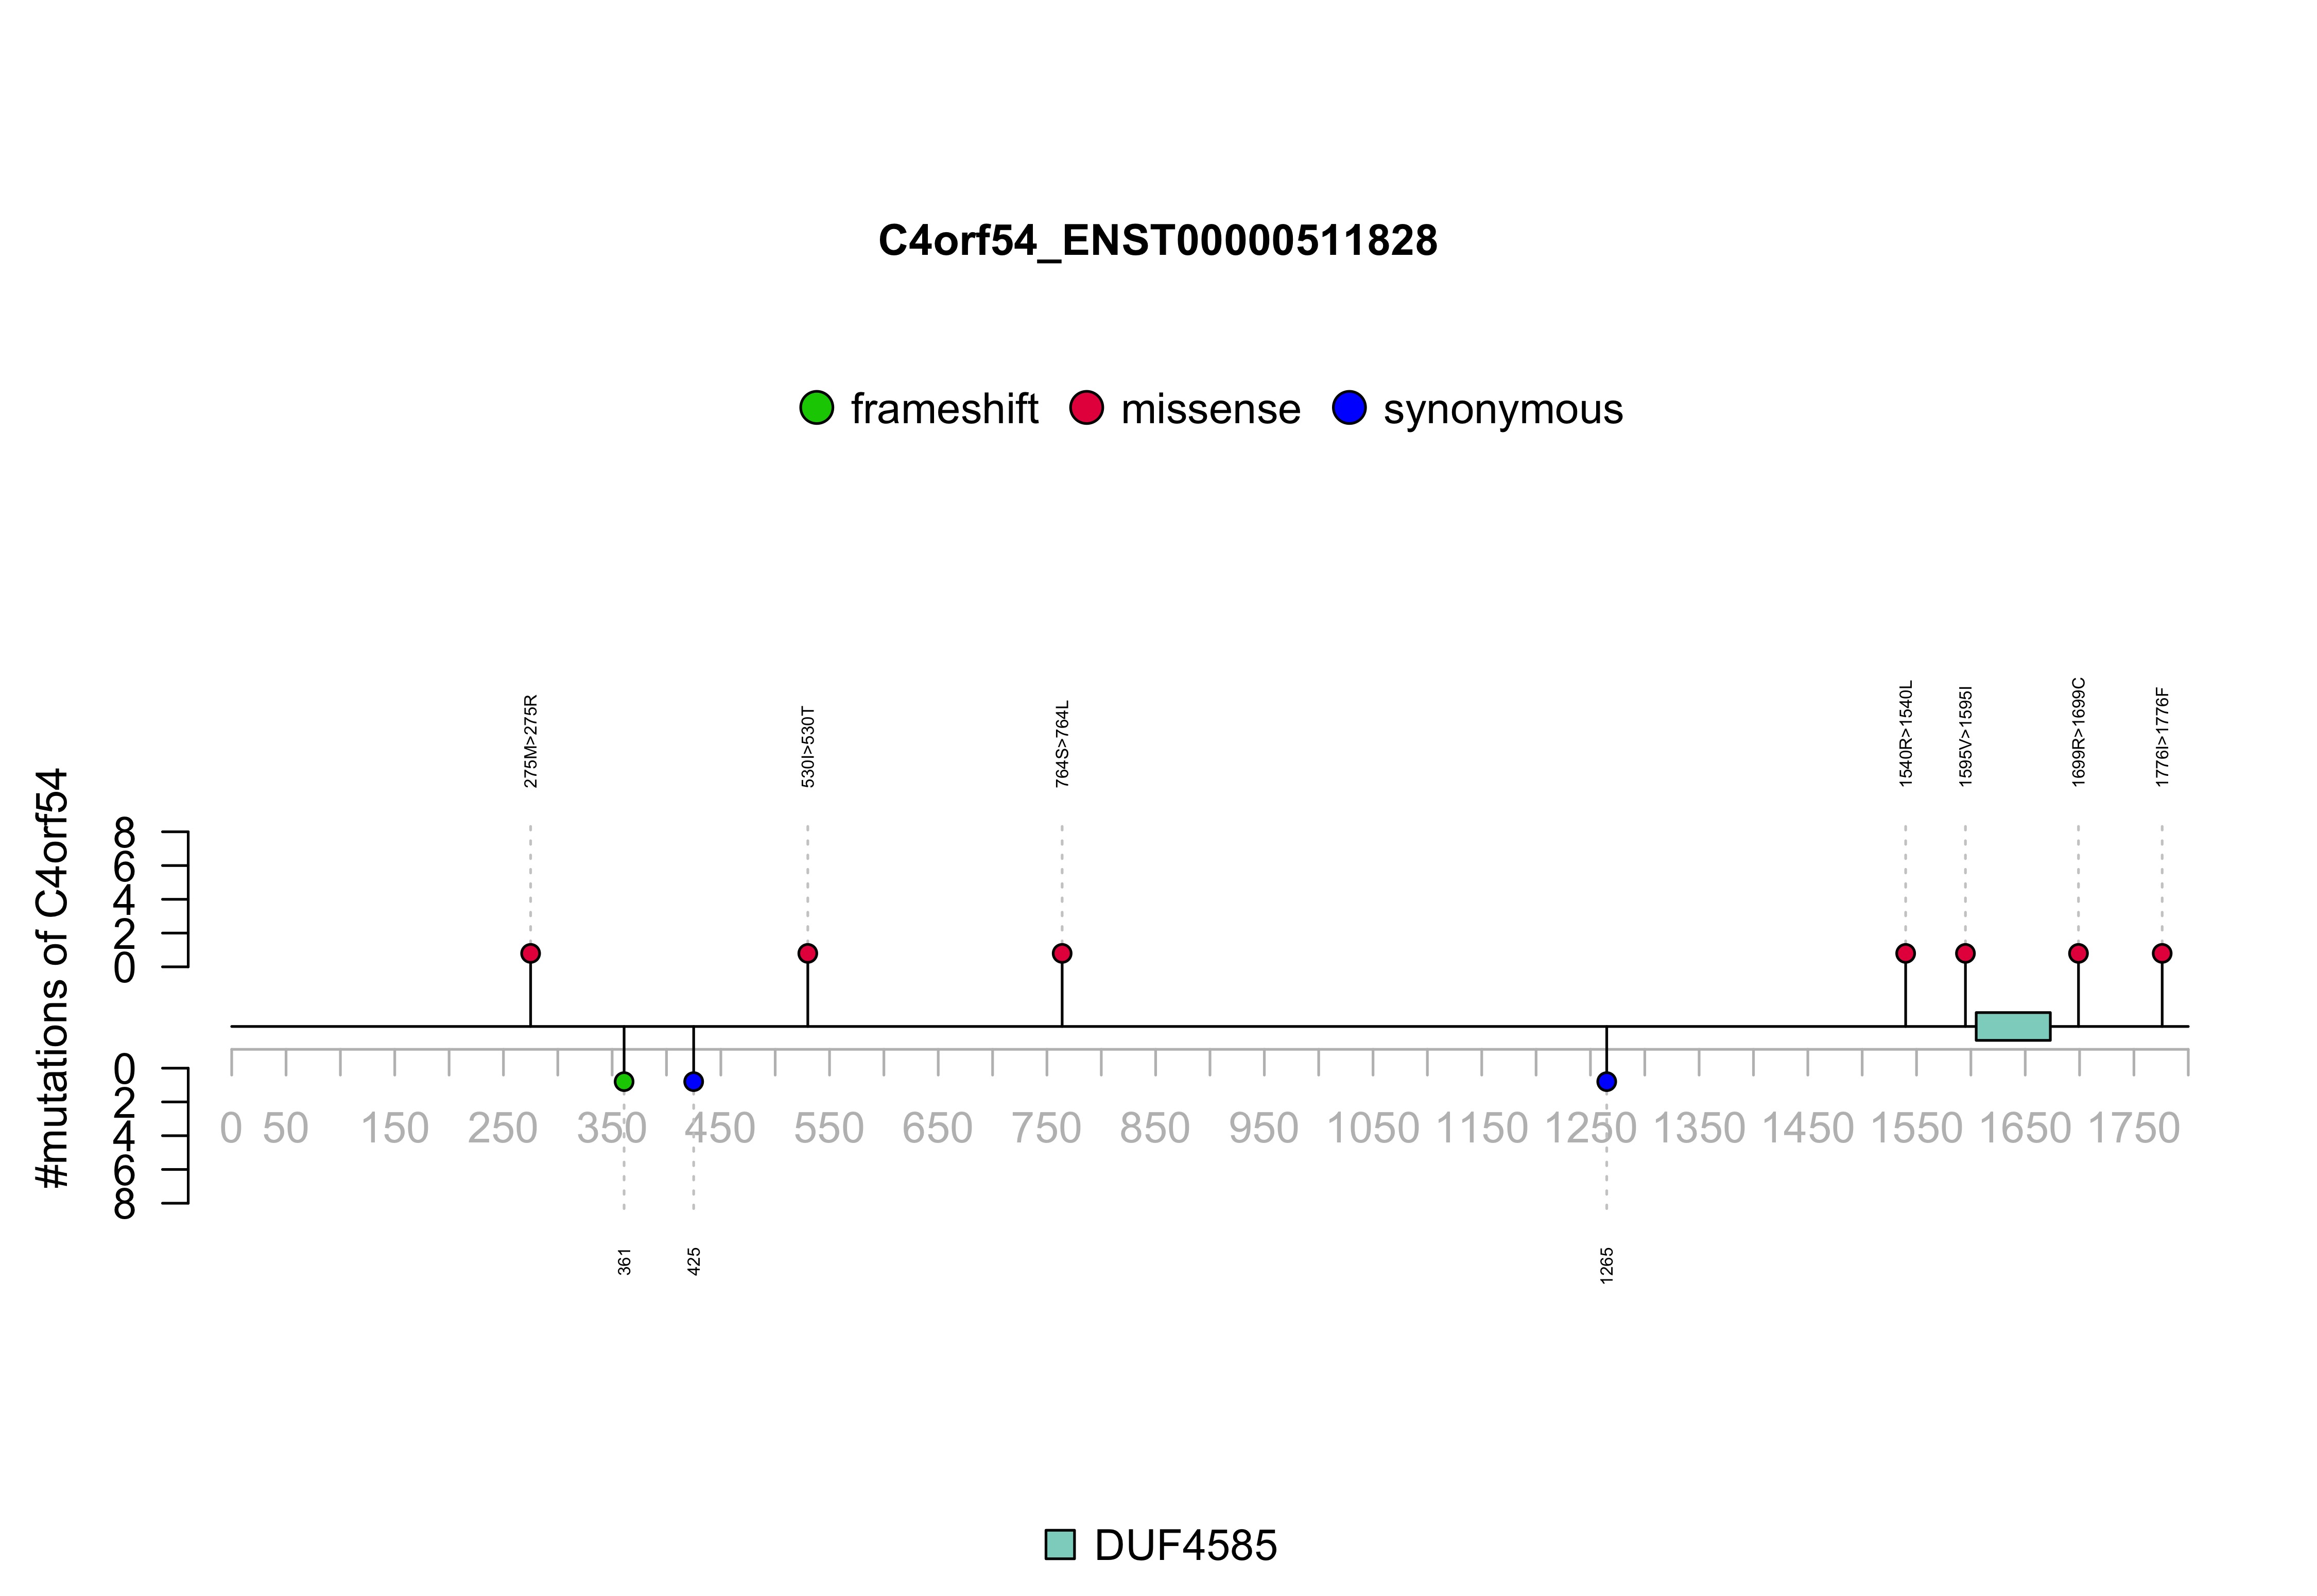 C4orf54_ENST00000511828
frameshift missense synonymous
275M>275R
530I>530T
764S>764L
1540R>1540L
1595V>1595I
1699R>1699C
1776I>1776F
#mutations of C4orf54
8
6
4
2
0
0
2
4
6
8
0 50 150 250 350 450 550 650 750 850 950 1050 1150 1250 1350 1450 1550 1650 1750
361
425
1265
DUF4585